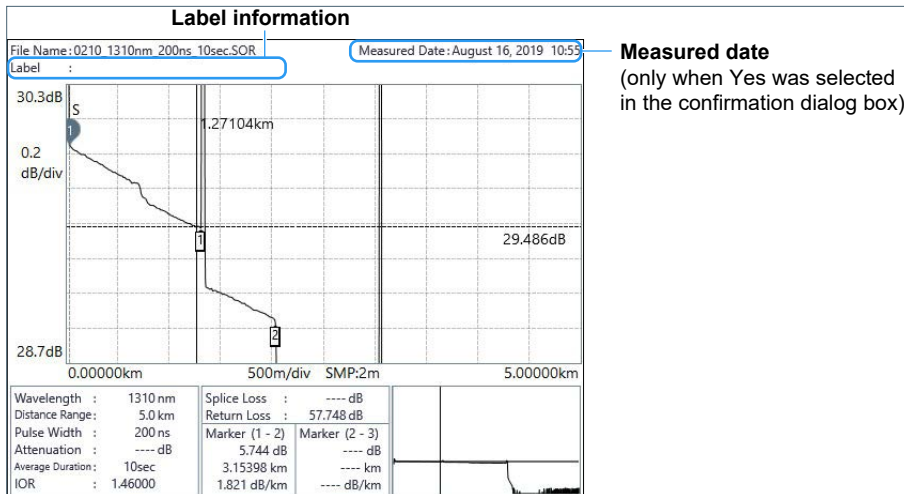 Label information
File Name:0210_1310nm_200ns_10sec.SOR Measured Date:August 16, 2019 10:55
Label :
Measured date
(only when Yes was selected
in the confirmation dialog box)
30.3dB
S
1
1.27104km
0.2
dB/div
29.486dB
1
2
28.7dB
0.00000km 500m/div SMP:2m 5.00000km
Wavelength : 1310 nm Splice Loss : ---- dB
Distance Range: 5.0 km Return Loss : 57.748 dB
Pulse Width : 200 ns Marker (1 - 2) Marker (2 - 3)
Attenuation : ---- dB 5.744 dB ---- dB
Average Duration: 10sec 3.15398 km ---- km
IOR : 1.46000 1.821 dB/km ---- dB/km